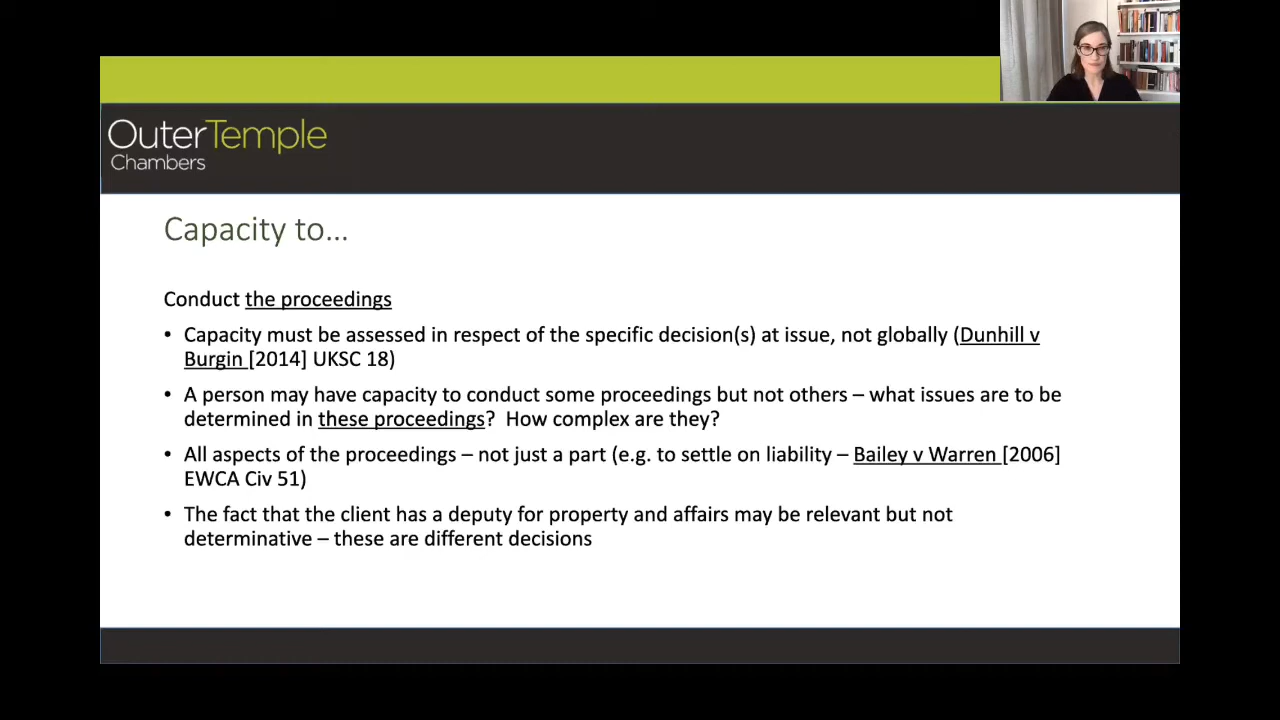 OuterTemple
Chambers
Capacity to...
Conduct the proceedings
• Capacity must be assessed in respect of the specific decision(s) at issue, not globally (Dunhill v
Burgin [2014] UKSC 18)
• A person may have capacity to conduct some proceedings but not others – what issues are to be
determined in these proceedings?  How complex are they?
• All aspects of the proceedings – not just a part (e.g. to settle on liability – Bailey v Warren [2006]
EWCA Civ 51)
• The fact that the client has a deputy for property and affairs may be relevant but not
determinative – these are different decisions